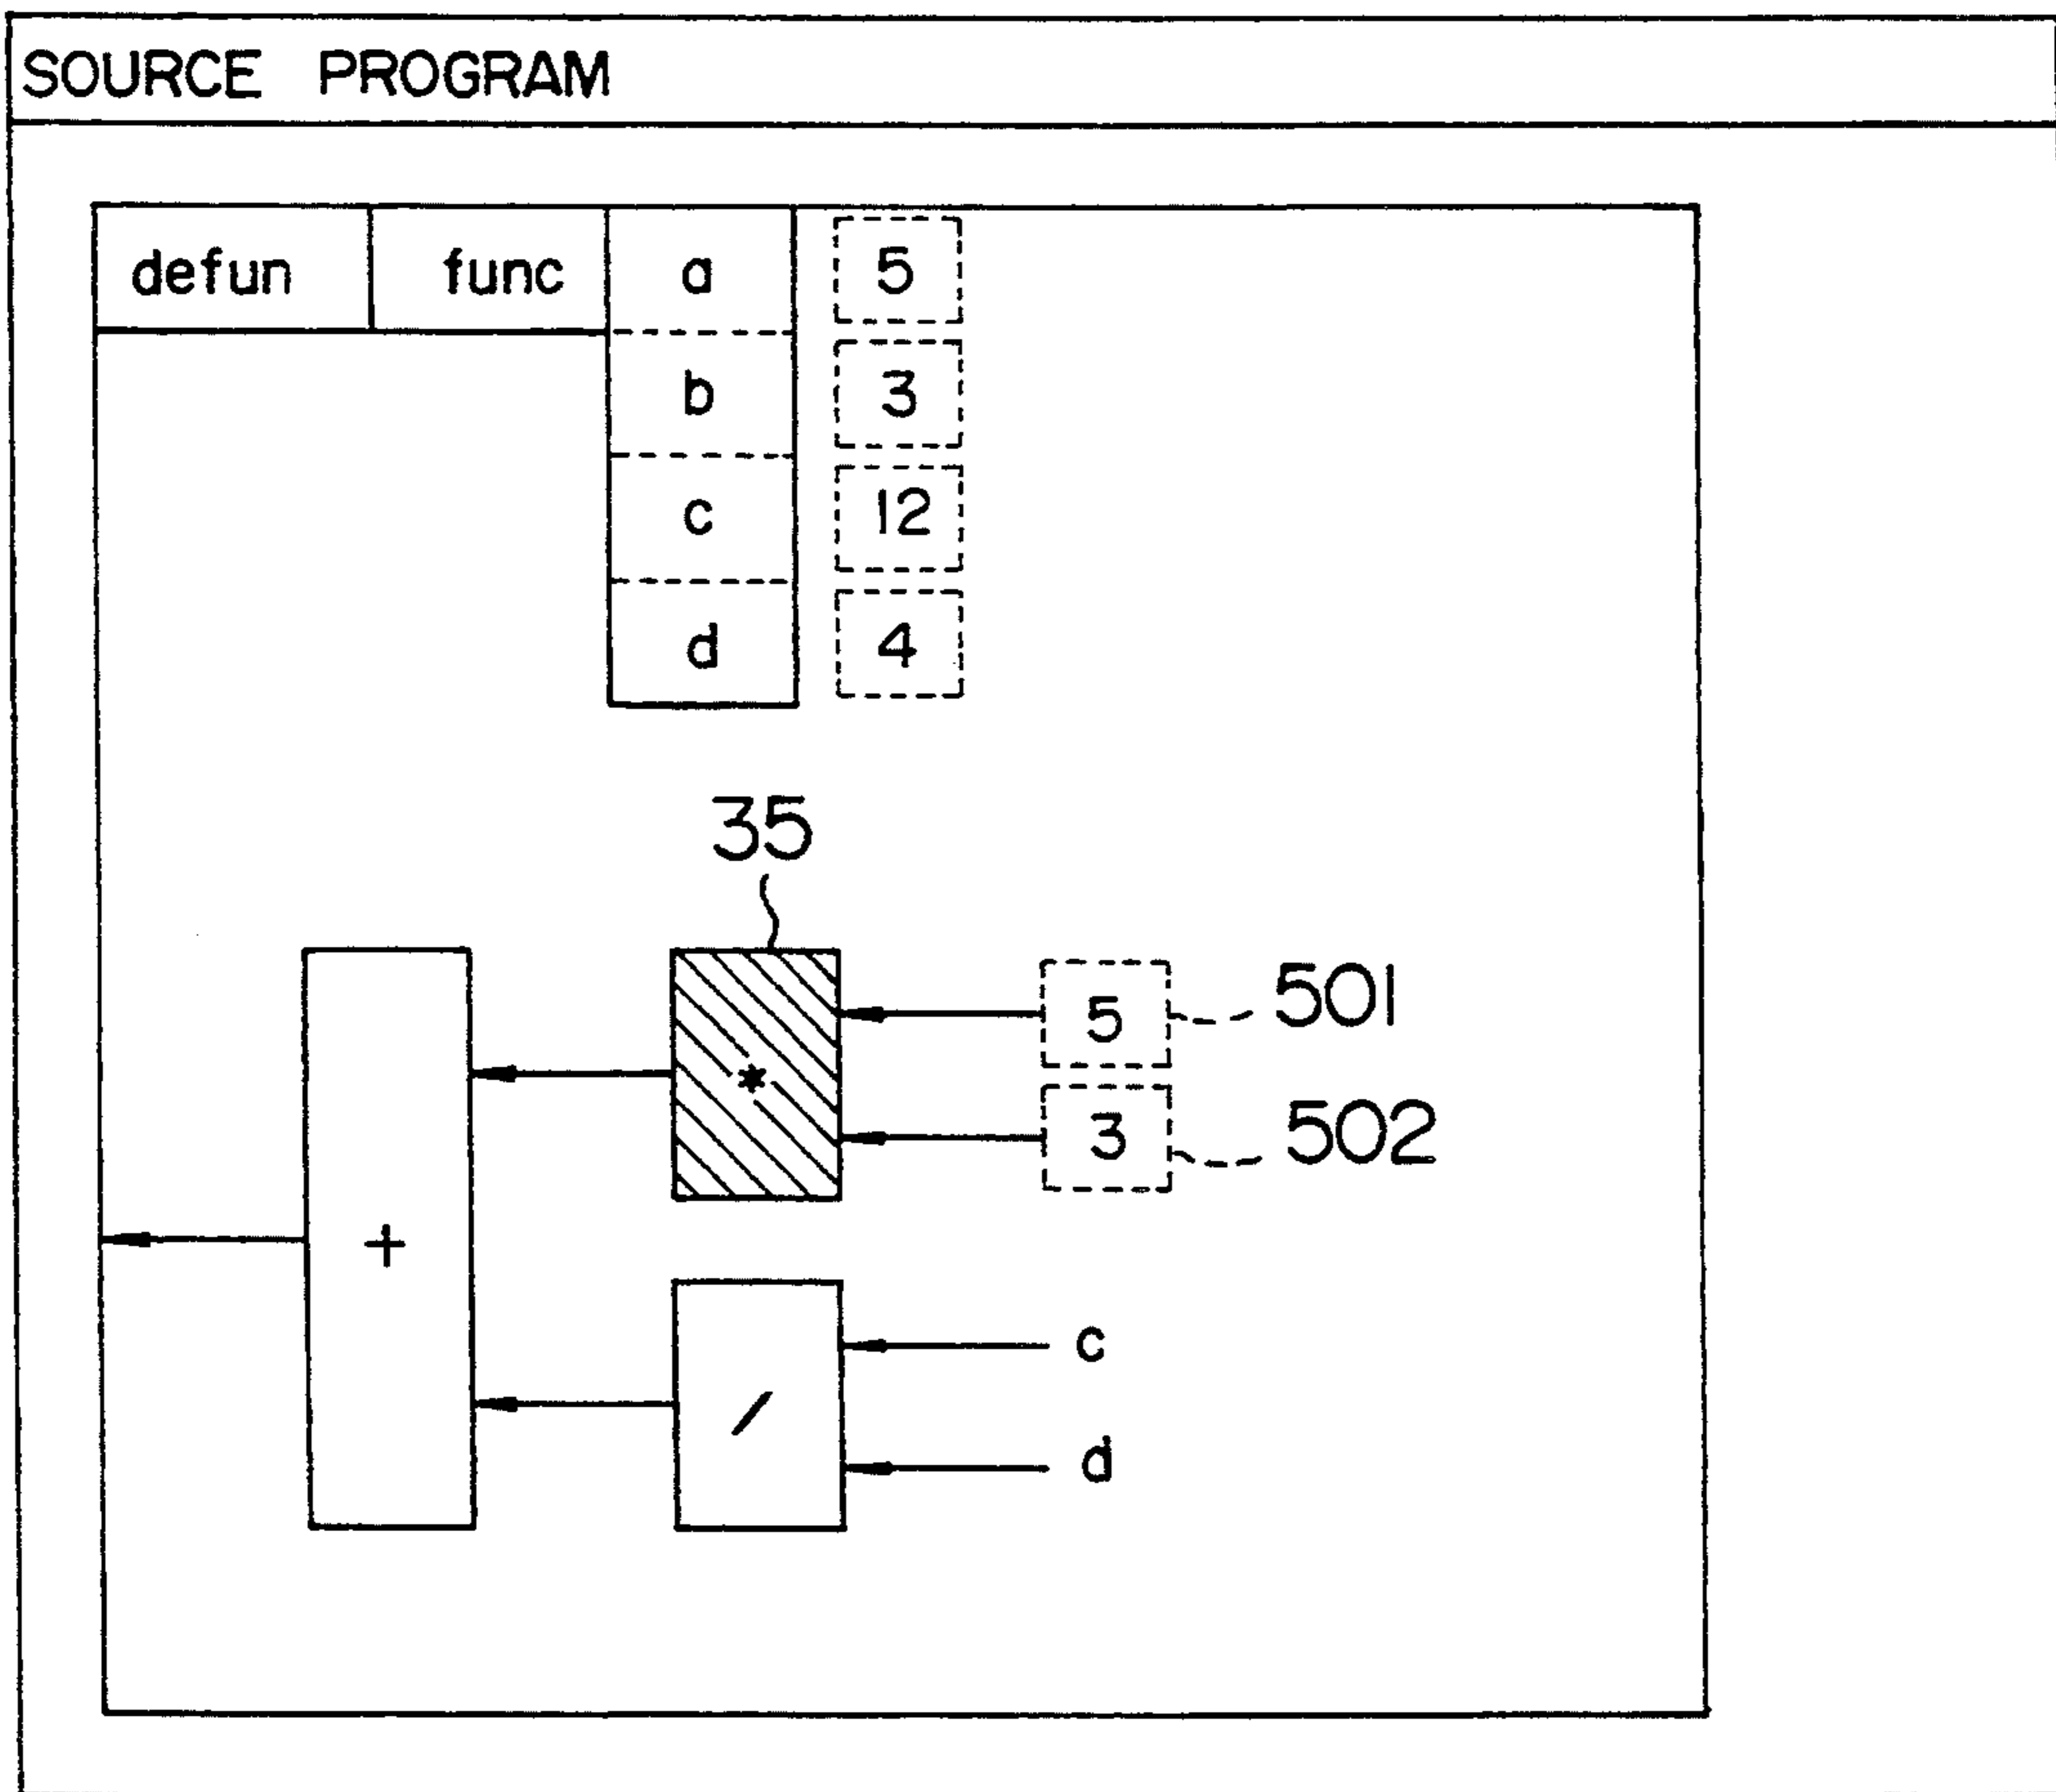 SOURCE PROGRAM
defun func a 5
b 3
c 12
d 4
35
5 501
*
3 502
+
c
/
d